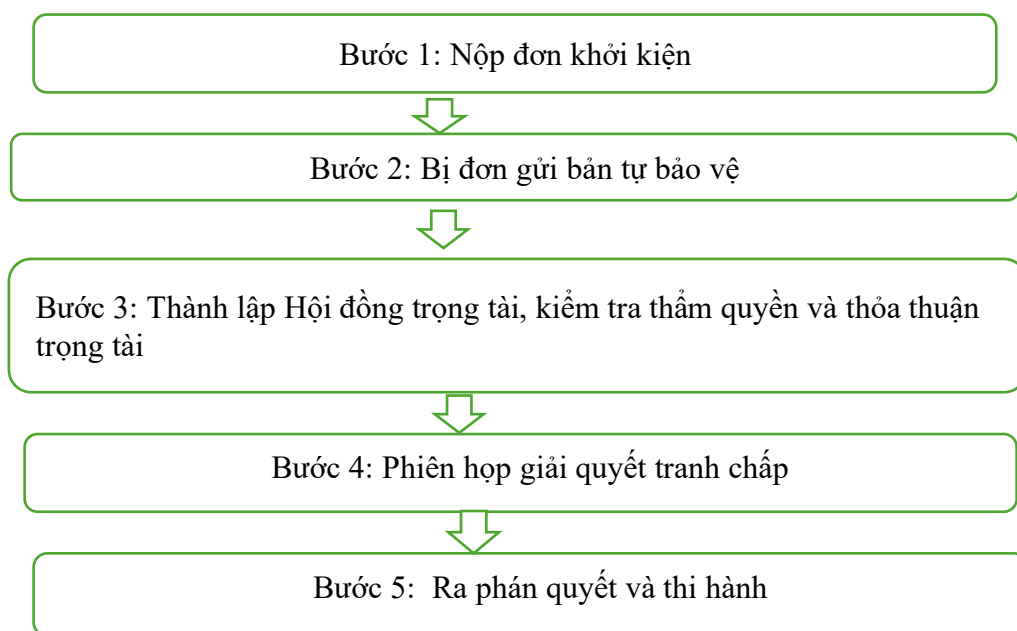 Bước 1: Nộp đơn khởi kiện
Bước 2: Bị đơn gửi bản tự bảo vệ
Bước 3: Thành lập Hội đồng trọng tài, kiểm tra thẩm quyền và thỏa thuận
trọng tài
Bước 4: Phiên họp giải quyết tranh chấp
Bước 5: Ra phán quyết và thi hành